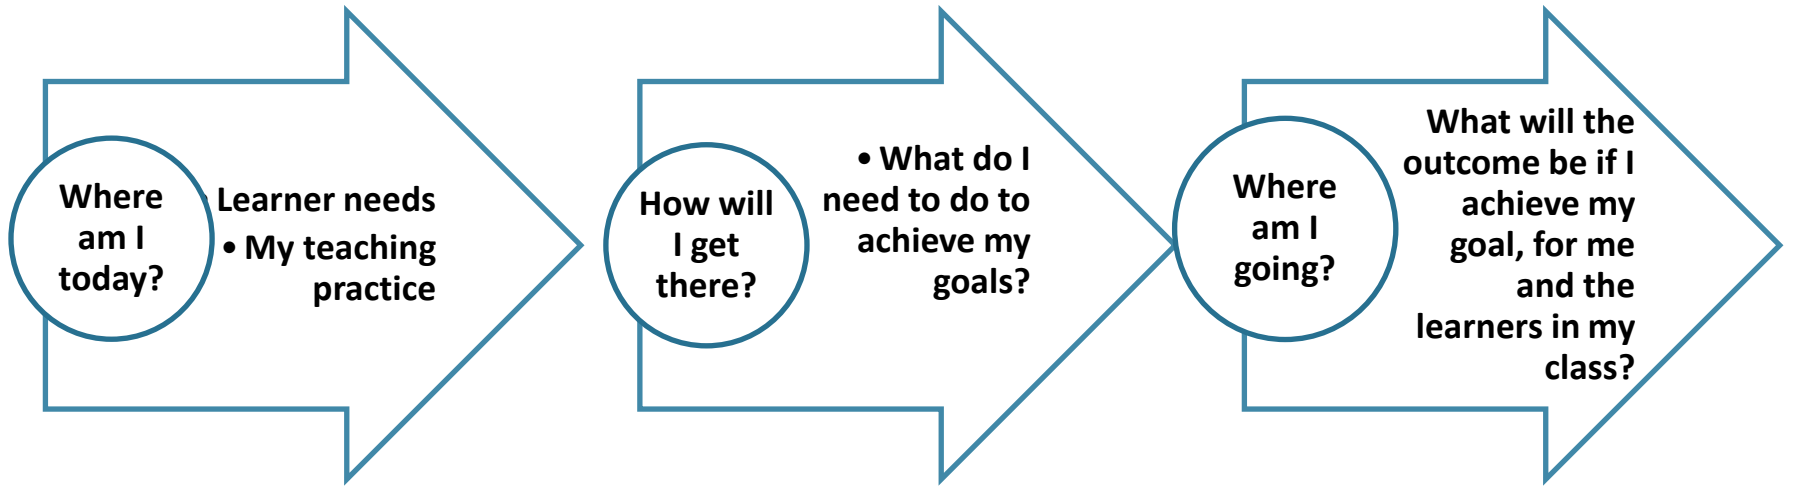 Where
am I
today?
• Learner needs
• My teaching
practice
How will
I get
there?
• What do I
need to do to
achieve my
goals?
Where
am I
going?
What will the
outcome be if I
achieve my
goal, for me
and the
learners in my
class?